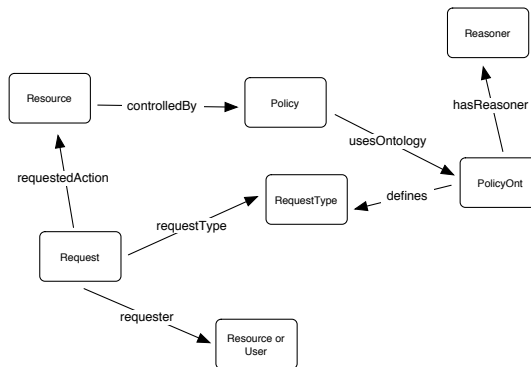 Reasoner
Resource
controlledBy
Policy
hasReasoner
usesOntology
requestedAction
RequestType
defines
PolicyOnt
requestType
Request
requester
Resource or
User